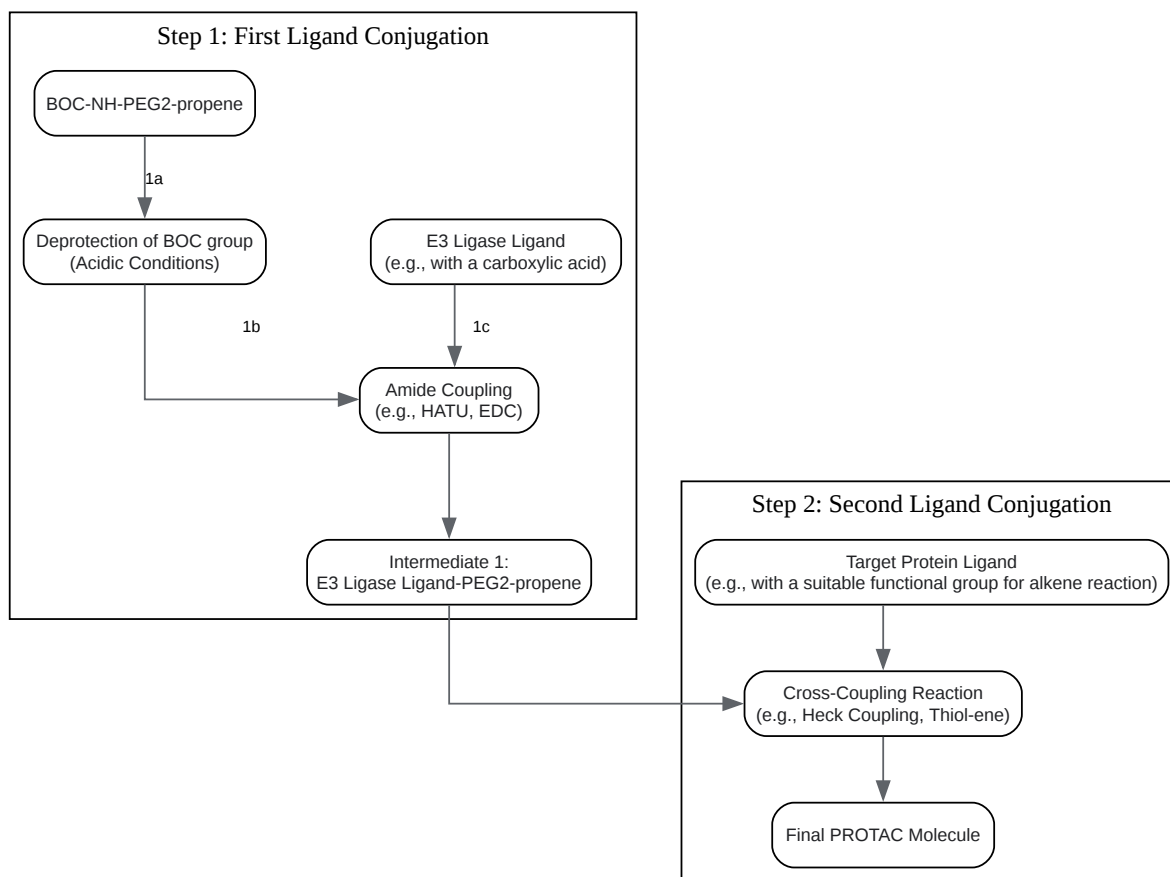 Step 1: First Ligand Conjugation
BOC-NH-PEG2-propene
1a
Deprotection of BOC group
(Acidic Conditions)
E3 Ligase Ligand
(e.g., with a carboxylic acid)
1b
1c
Amide Coupling
(e.g., HATU, EDC)
Intermediate 1:
E3 Ligase Ligand-PEG2-propene
Step 2: Second Ligand Conjugation
Target Protein Ligand
(e.g., with a suitable functional group for alkene reaction)
Cross-Coupling Reaction
(e.g., Heck Coupling, Thiol-ene)
Final PROTAC Molecule